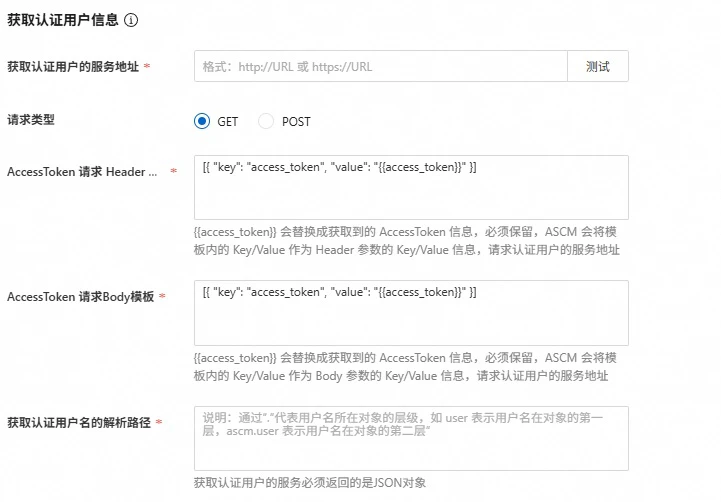 获取认证用户信息
获取认证用户的服务地址 *
格式：http://URL 或 https://URL
测试
请求类型
GET
POST
AccessToken 请求 Header ... *
[{ "key": "access_token", "value": "{{access_token}}" }]
{{access_token}} 会替换成获取到的 AccessToken 信息，必须保留，ASCM 会将模
板内的 Key/Value 作为 Header 参数的 Key/Value 信息，请求认证用户的服务地址
AccessToken 请求Body模板 *
[{ "key": "access_token", "value": "{{access_token}}" }]
{{access_token}} 会替换成获取到的 AccessToken 信息，必须保留，ASCM 会将模
板内的 Key/Value 作为 Body 参数的 Key/Value 信息，请求认证用户的服务地址
获取认证用户名的解析路径 *
说明：通过"."代表用户名所在对象的层级，如 user 表示用户名在对象的第一
层，ascm.user 表示用户名在对象的第二层"
获取认证用户的服务必须返回的是JSON对象